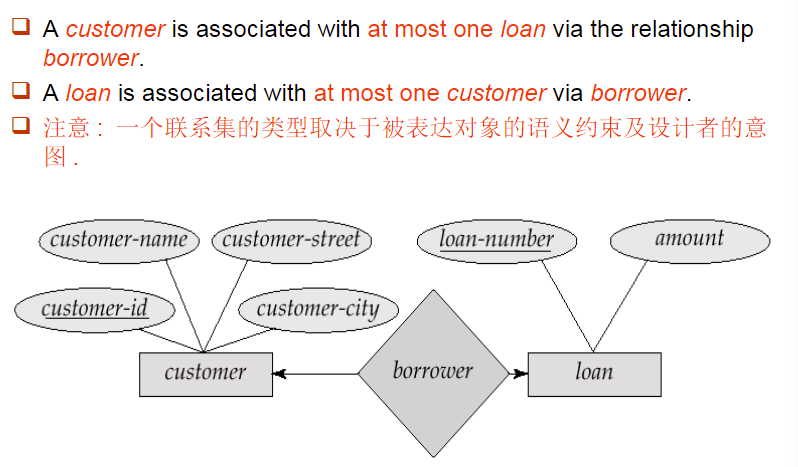 A customer is associated with at most one loan via the relationship
borrower.
A loan is associated with at most one customer via borrower.
注意: 一个联系集的类型取决于被表达对象的语义约束及设计者的意
图.
customer-name customer-street loan-number amount
customer-id customer-city
customer borrower loan